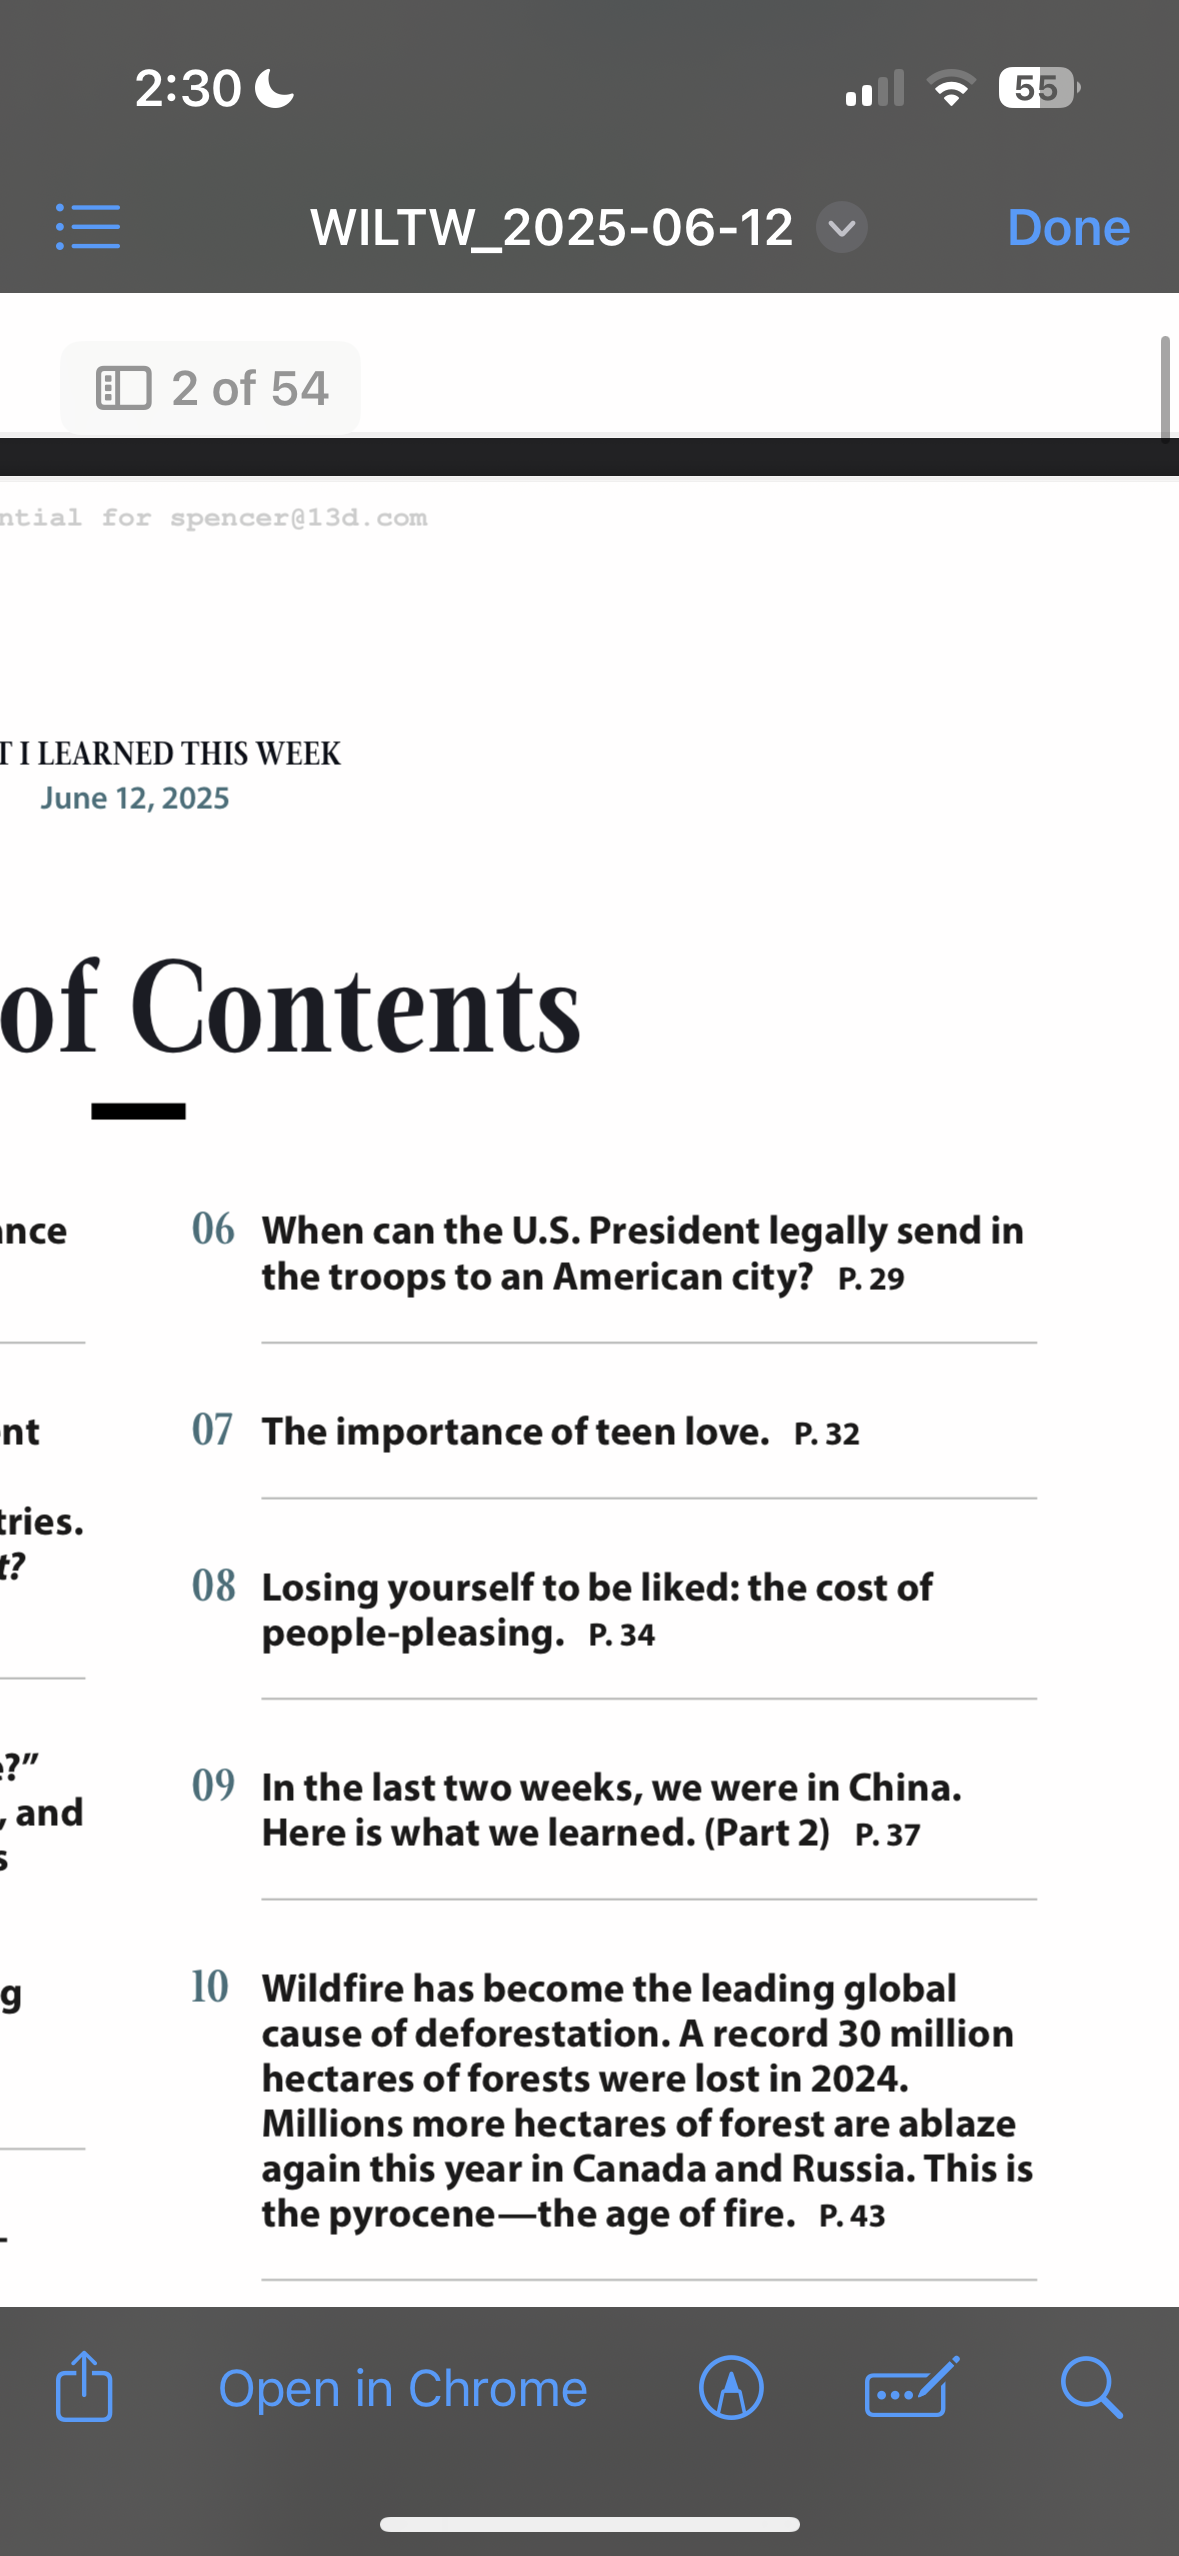 2:30
55
WILTW_2025-06-12
Done
2 of 54
for spencer@13d.com
I LEARNED THIS WEEK
June 12, 2025
of Contents
06 When can the U.S. President legally send in
the troops to an American city? P. 29
07 The importance of teen love. P. 32
08 Losing yourself to be liked: the cost of
people-pleasing. P. 34
09 In the last two weeks, we were in China.
Here is what we learned. (Part 2) P. 37
10 Wildfire has become the leading global
cause of deforestation. A record 30 million
hectares of forests were lost in 2024.
Millions more hectares of forest are ablaze
again this year in Canada and Russia. This is
the pyrocene—the age of fire. P. 43
, and
Open in Chrome